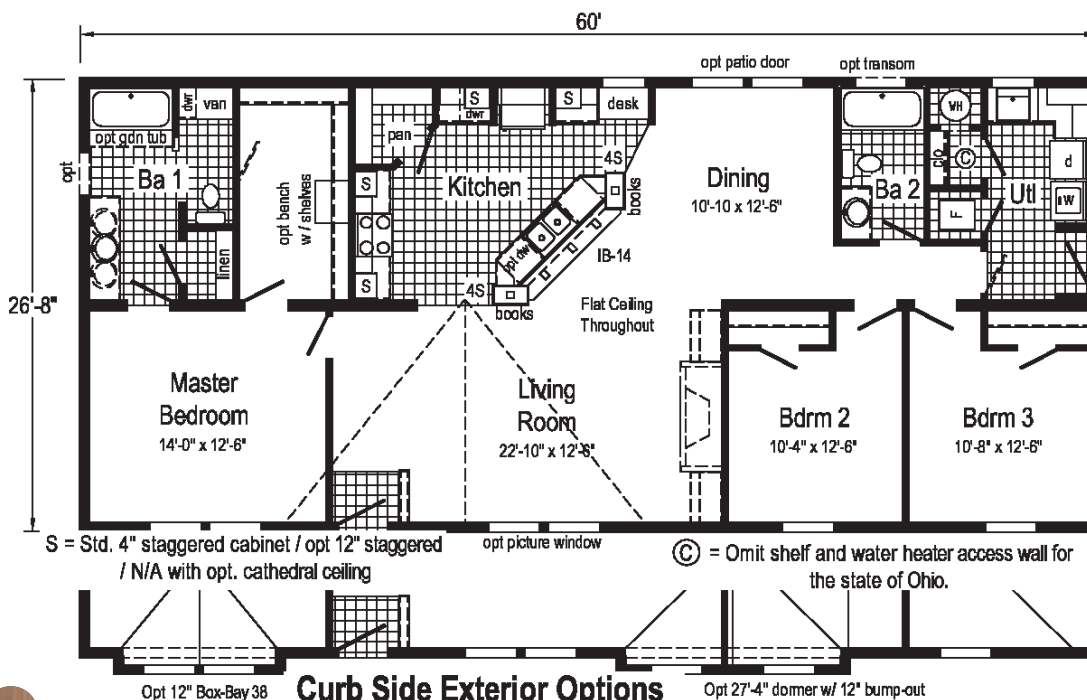 60'
opt patio door
opt transom
dwr
van
S
dwr
S
desk
WH
opt gdn tub
pan
opt
Ba 1
Kitchen
4S
books
Dining
10'-10 x 12'-6"
Ba 2
clo
C
Utl
d
w
F
S
opt bench
w / shelves
linen
opt dw
IB-14
S
4S
books
26'-8"
Flat Ceiling
Throughout
Master
Bedroom
14'-0" x 12'-6"
Living
Room
22'-10" x 12'-6"
Bdrm 2
10'-4" x 12'-6"
Bdrm 3
10'-8" x 12'-6"
S = Std. 4" staggered cabinet / opt 12" staggered
/ N/A with opt. cathedral ceiling
opt picture window
C = Omit shelf and water heater access wall for
the state of Ohio.
Opt 12" Box-Bay 38
Curb Side Exterior Options
Opt 27'-4" dormer w/ 12" bump-out